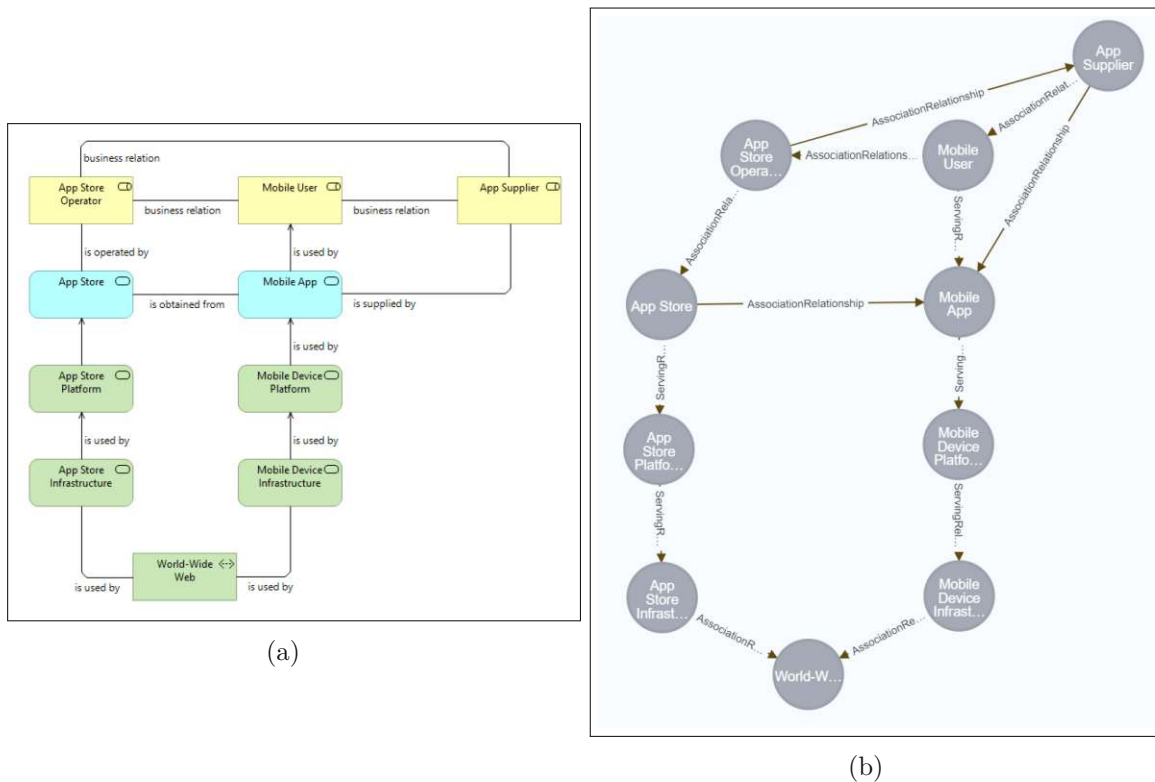 business relation
App Store
Operator
Mobile User
App Supplier
business relation
business relation
is operated by
is used by
App Store
Mobile App
is obtained from
is supplied by
is used by
App Store
Platform
Mobile Device
Platform
is used by
is used by
App Store
Infrastructure
Mobile Device
Infrastructure
World-Wide
Web
is used by
is used by
(a)
App
Supplier
AssociationRelationship
AssociationRelat...
App
Store
Opera...
AssociationRelations...
Mobile
User
AssociationRela...
ServingR...
AssociationRelationship
App Store
AssociationRelationship
Mobile
App
ServingR...
Serving...
App
Store
Platfo...
Mobile
Device
Platfo...
ServingR...
ServingRel...
App
Store
Infrast...
Mobile
Device
Infrast...
AssociationR...
AssociationRe...
World-W...
(b)